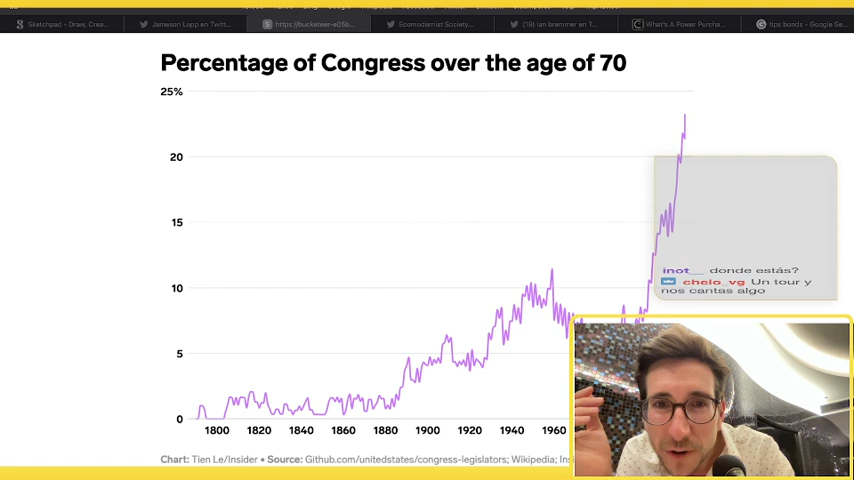 Sketchpad - Draw, Crea...
Jameson Lopp en Twitt...
https://bucketeer-e05b...
Ecomodernist Society...
(19) ian bremmer en T...
What's A Power Purcha...
tips bonds - Google Se...
Percentage of Congress over the age of 70
25%
20
15
10
5
0
1800 1820 1840 1860 1880 1900 1920 1940 1960
inot__ donde estás?
chelo_vg Un tour y
nos cantas algo
Chart: Tien Le/Insider • Source: Github.com/unitedstates/congress-legislators; Wikipedia;